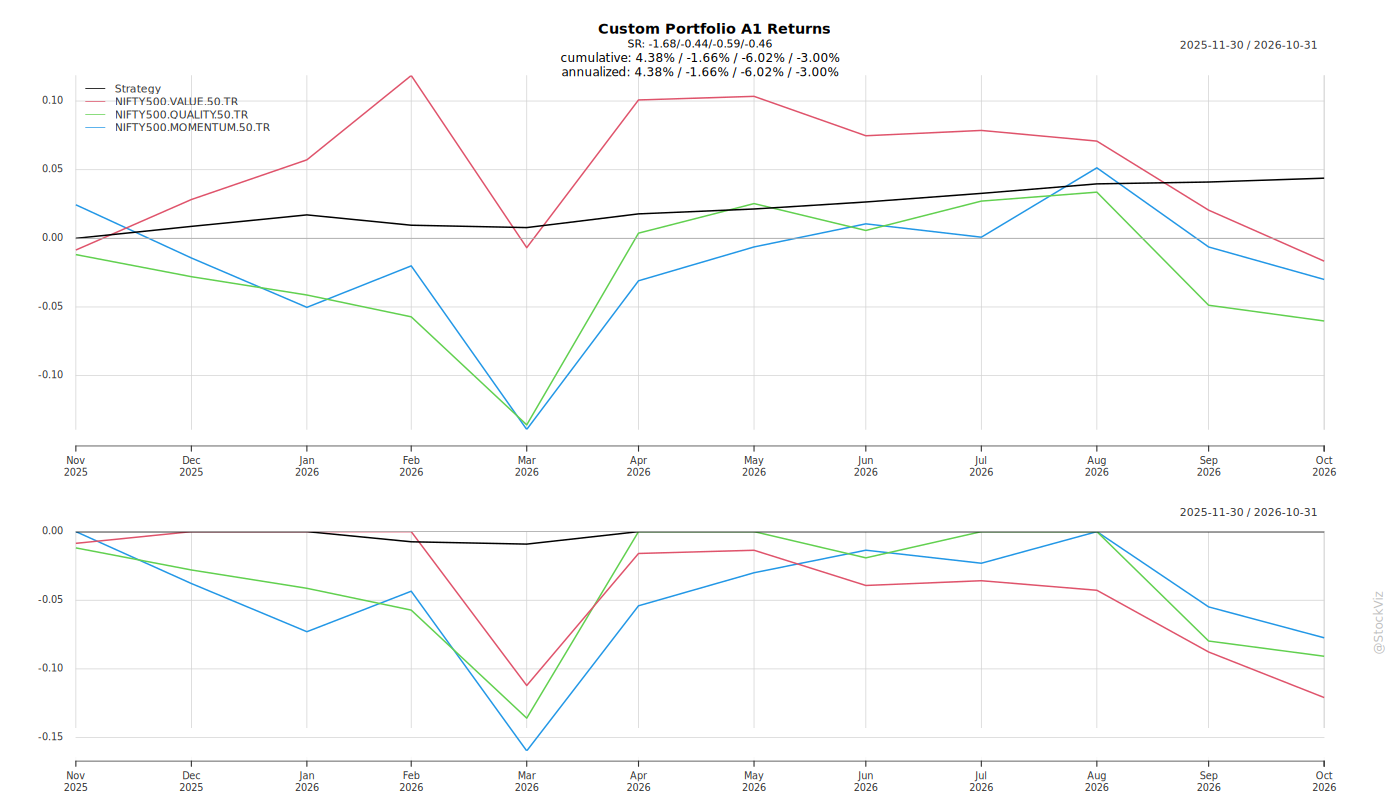 Custom Portfolio A1 Returns
SR: -1.68/-0.44/-0.59/-0.46
cumulative: 4.38% / -1.66% / -6.02% / -3.00%
annualized: 4.38% / -1.66% / -6.02% / -3.00%
2025-11-30 / 2026-10-31
Strategy
NIFTY500.VALUE.50.TR
NIFTY500.QUALITY.50.TR
NIFTY500.MOMENTUM.50.TR
0.10
0.05
0.00
-0.05
-0.10
Nov Dec Jan Feb Mar Apr May Jun Jul Aug Sep Oct
2025 2025 2026 2026 2026 2026 2026 2026 2026 2026 2026 2026
2025-11-30 / 2026-10-31
0.00
-0.05
-0.10
-0.15
Nov Dec Jan Feb Mar Apr May Jun Jul Aug Sep Oct
2025 2025 2026 2026 2026 2026 2026 2026 2026 2026 2026 2026
@StockViz